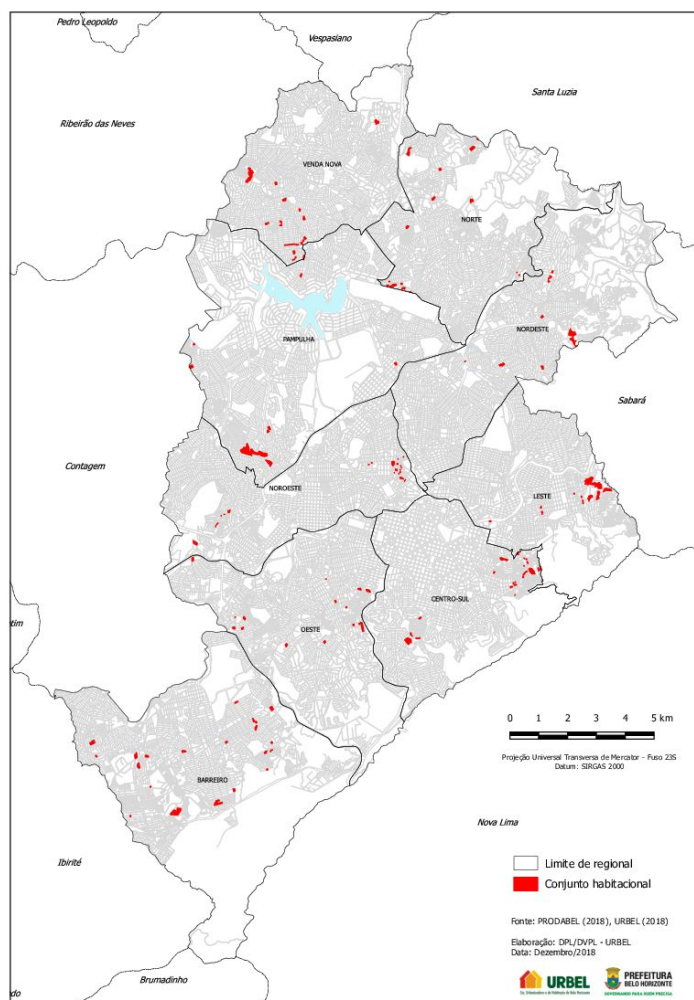 Pedro Leopoldo
Vespasiano
Santa Luzia
Ribeirão das Neves
VENDA NOVA
NORTE
NORDESTE
PAMPULHA
Sabará
Contagem
NOROESTE
LESTE
CENTRO-SUL
OESTE
tim
0 1 2 3 4 5 km
Projeção Universal Transversa de Mercator - Fuso 23S
Datum: SIRGAS 2000
BARREIRO
Nova Lima
Ibirité
Limite de regional
Conjunto habitacional
Fonte: PRODABEL (2018), URBEL (2018)
Elaboração: DPL/DVPL - URBEL
Data: Dezembro/2018
Brumadinho
do
URBEL
PREFEITURA
BELO HORIZONTE